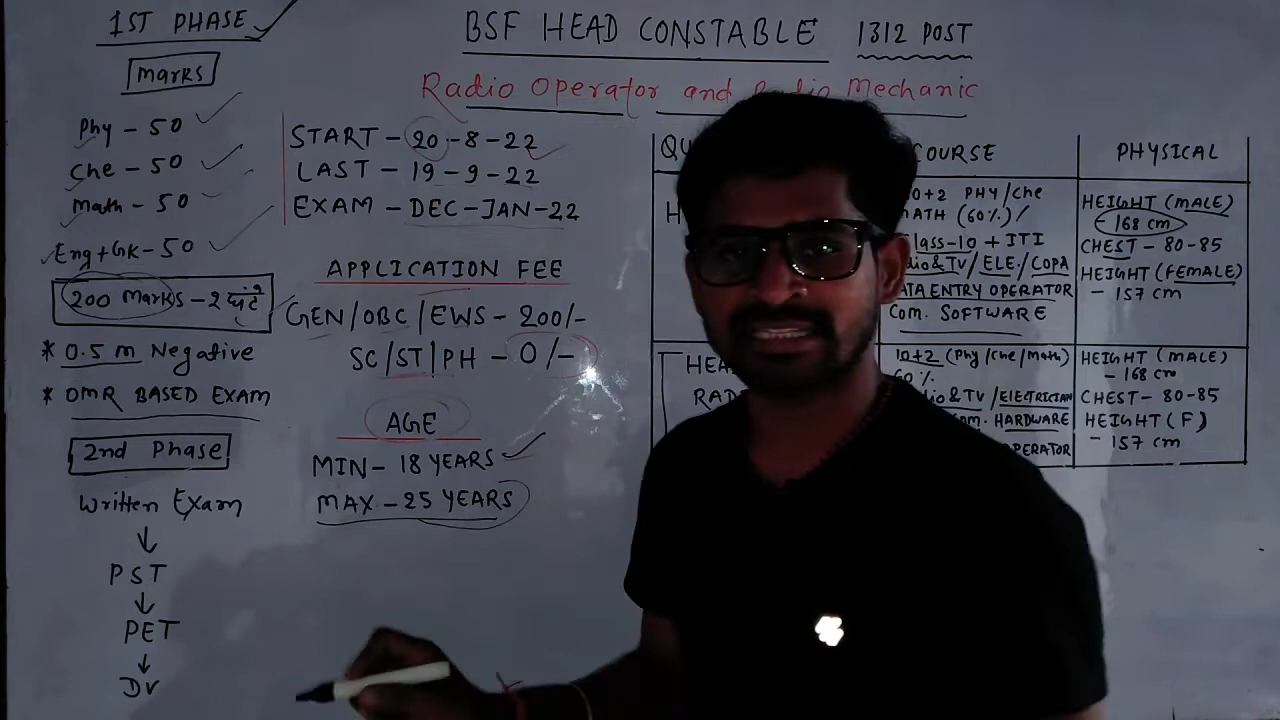 1ST PHASE
marks
Phy - 50
Che - 50
Math - 50
Eng+GK - 50
200 Marks - 2 घंटे
* 0.5 m Negative
* OMR BASED EXAM
2nd Phase
Written Exam
↓
PST
↓
PET
↓
DV
BSF HEAD CONSTABLE 1312 POST
Radio Operator and Radio Mechanic
START - 20-8-22
LAST - 19-9-22
EXAM - DEC-JAN-22
APPLICATION FEE
GEN/OBC/EWS - 200/-
SC/ST/PH - 0/-
AGE
MIN - 18 YEARS
MAX - 25 YEARS
COURSE
10+2 PHY/Che
MATH (60%)/
Class-10 + ITI
Radio&TV/ELE./COPA
DATA ENTRY OPERATOR
Com. SOFTWARE
PHYSICAL
HEIGHT (MALE)
- 168 cm
CHEST - 80-85
HEIGHT (FEMALE)
- 157 cm
10+2 (Phy/Che/Math)
60%
Radio&TV/ElECTRICIAN
Com. HARDWARE
OPERATOR
HEIGHT (MALE)
- 168 cm
CHEST - 80-85
HEIGHT (F)
- 157 cm